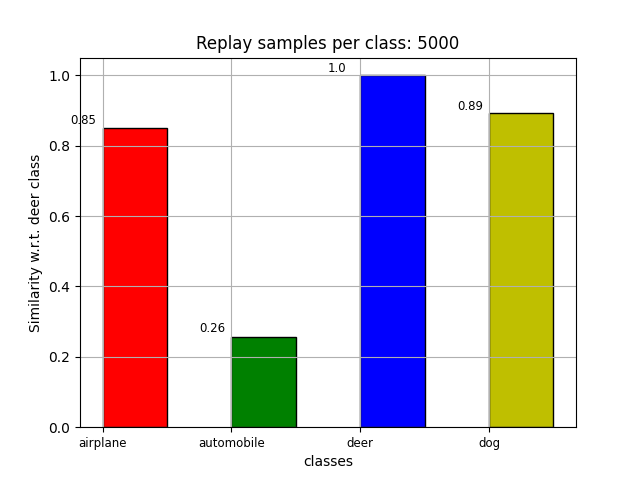 Replay samples per class: 5000
Similarity w.r.t. deer class
1.0
0.8
0.6
0.4
0.2
0.0
0.85
0.26
1.0
0.89
airplane
automobile
deer
dog
classes